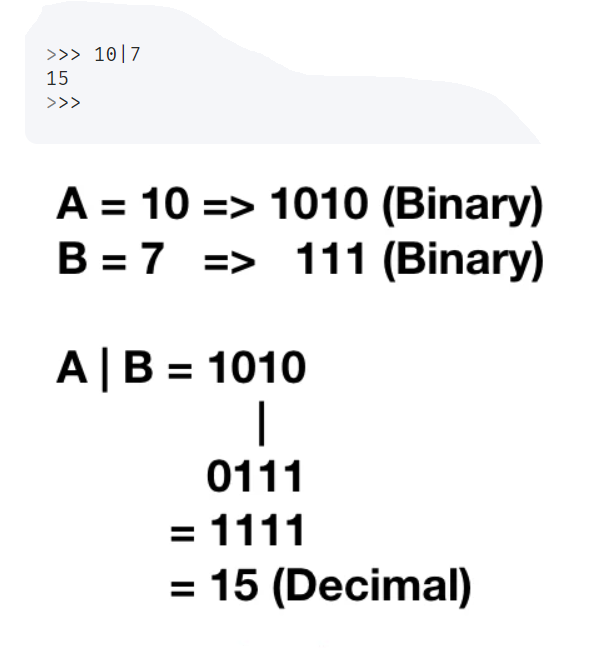 >>> 10|7
15
>>>
A = 10 => 1010 (Binary)
B = 7 => 111 (Binary)
A | B = 1010
|
0111
= 1111
= 15 (Decimal)